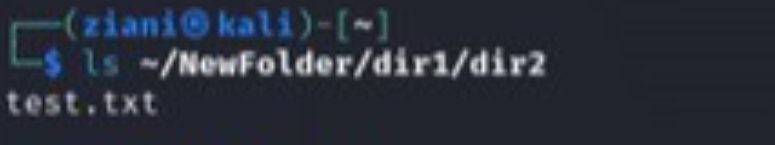 ┌──(ziani㉿kali)-[~]
└─$ ls ~/NewFolder/dir1/dir2
test.txt